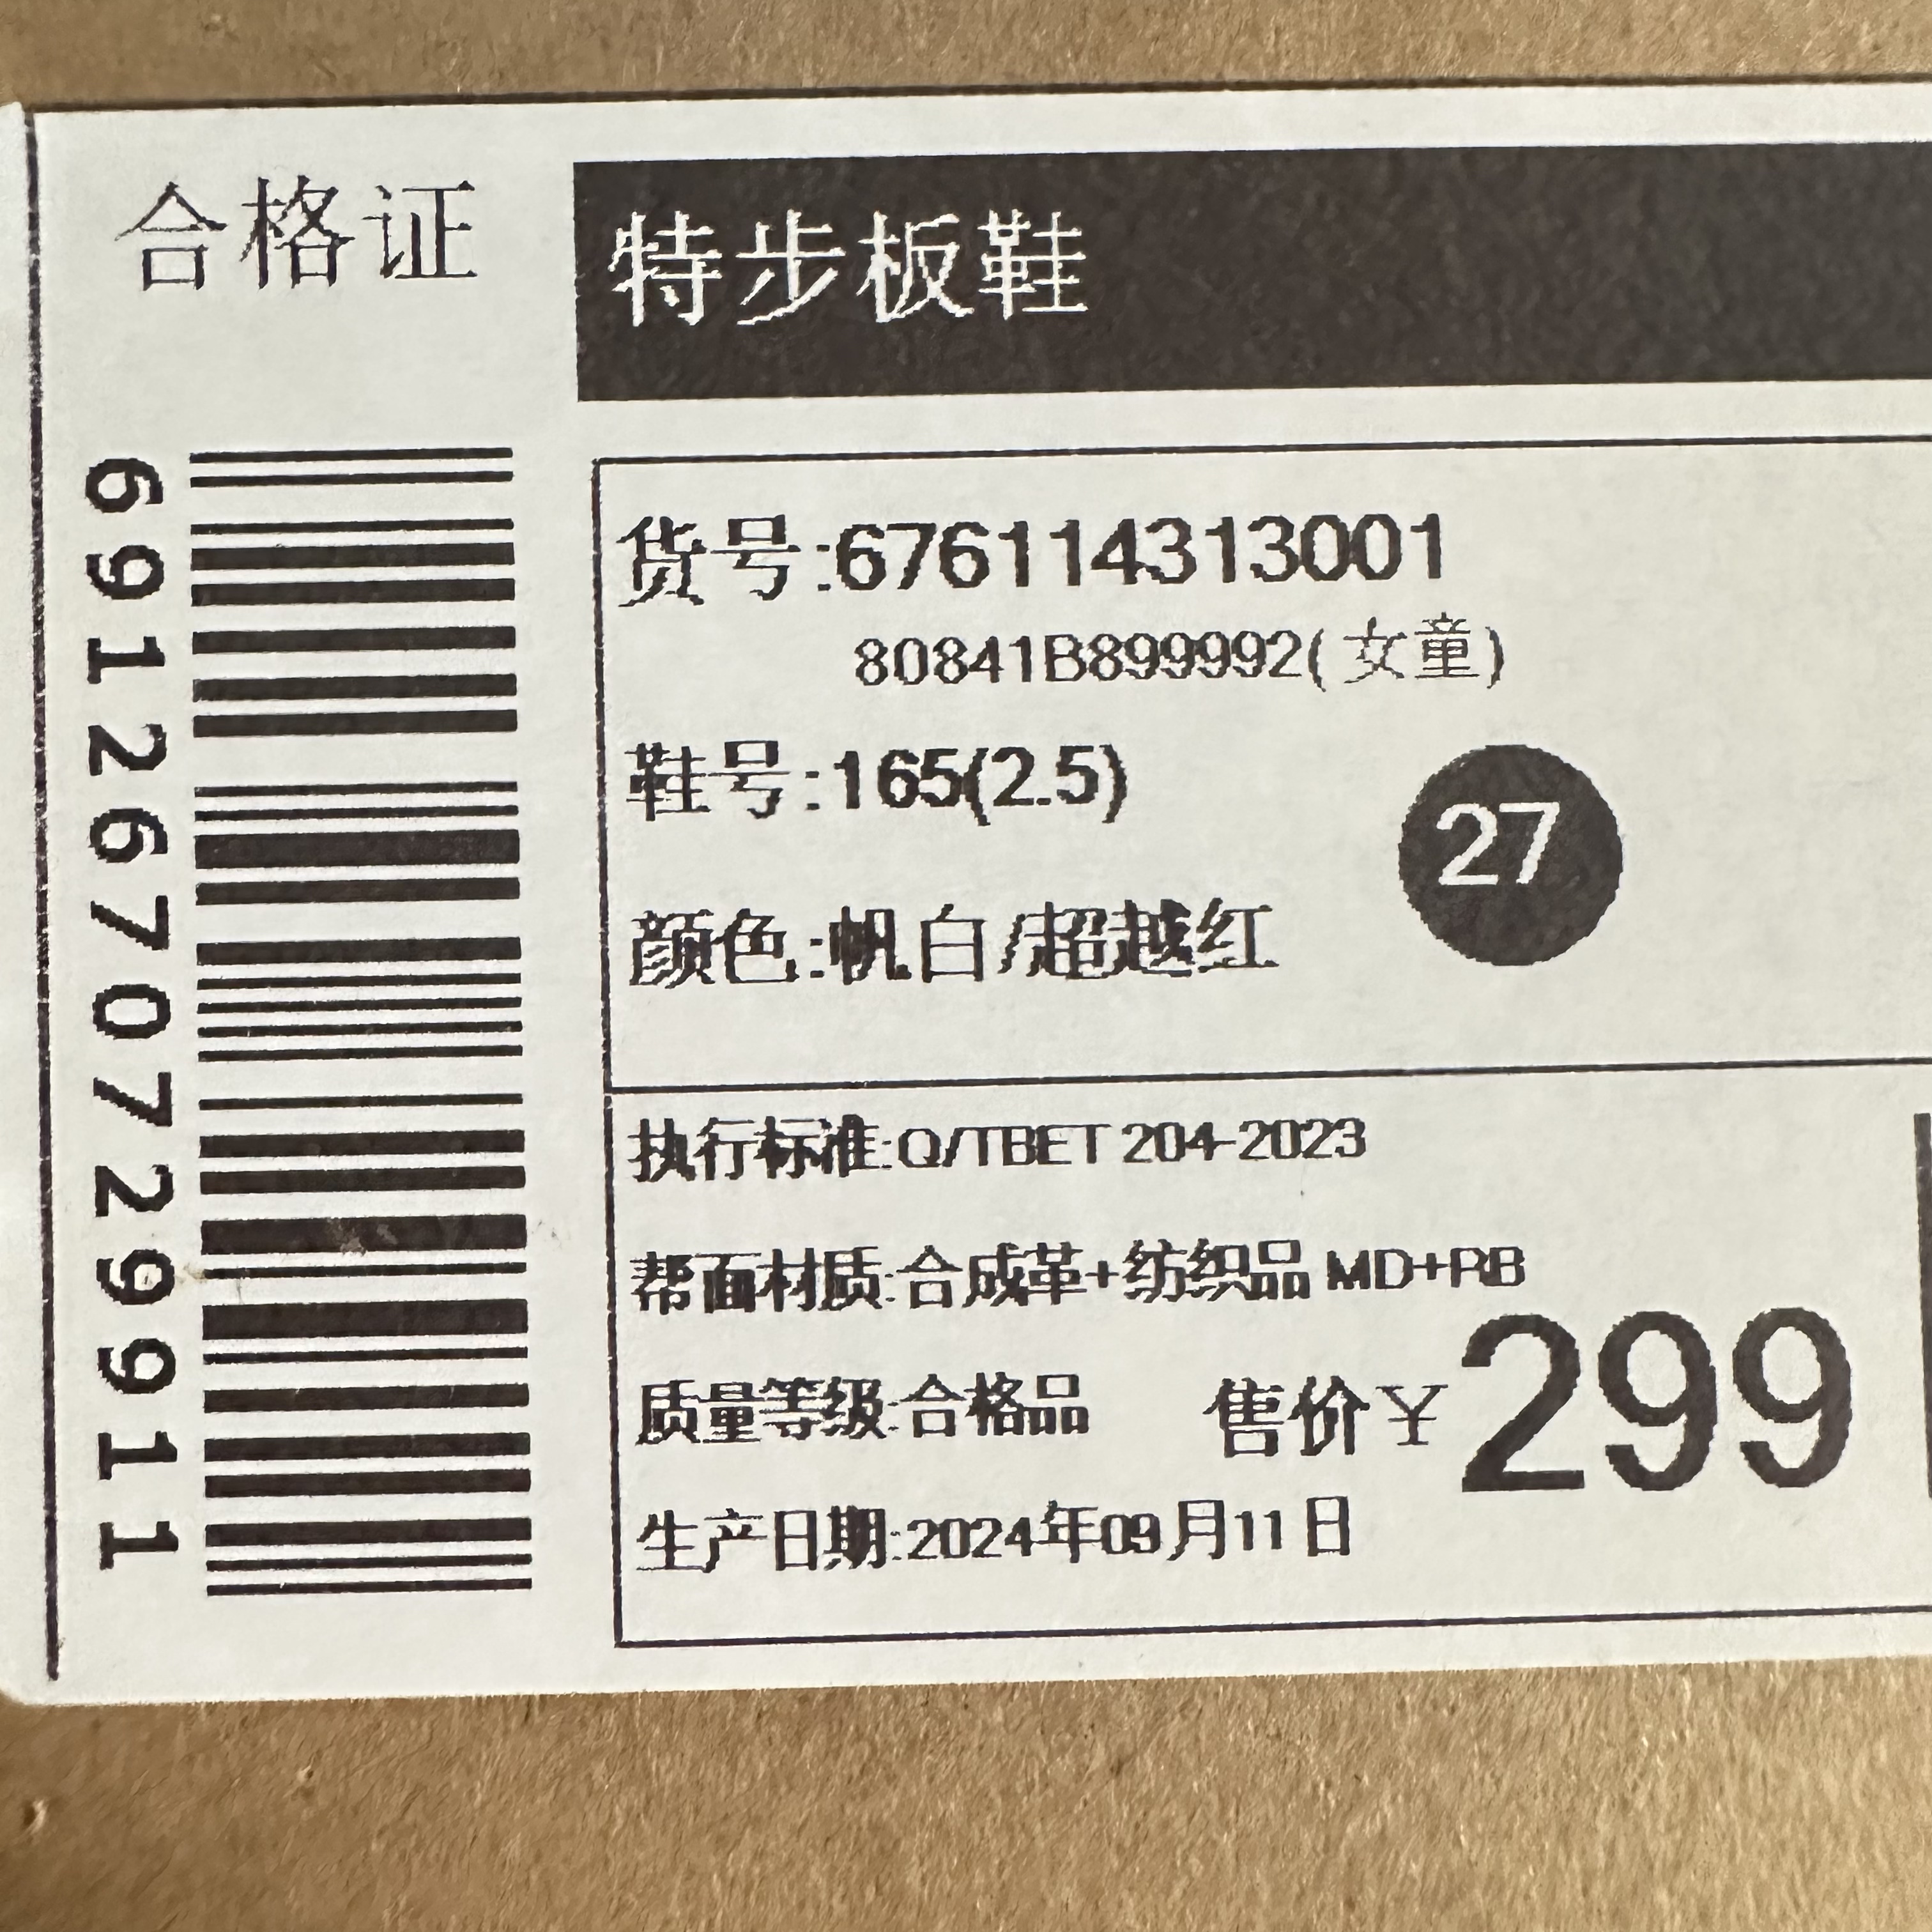 合格证
特步板鞋
6912670729911
货号:676114313001
80841B899992(女童)
鞋号:165(2.5)
27
颜色:帆白/超越红
执行标准:Q/TBET 204-2023
帮面材质:合成革+纺织品 MD+RB
质量等级:合格品
售价￥299
生产日期:2024年09月11日